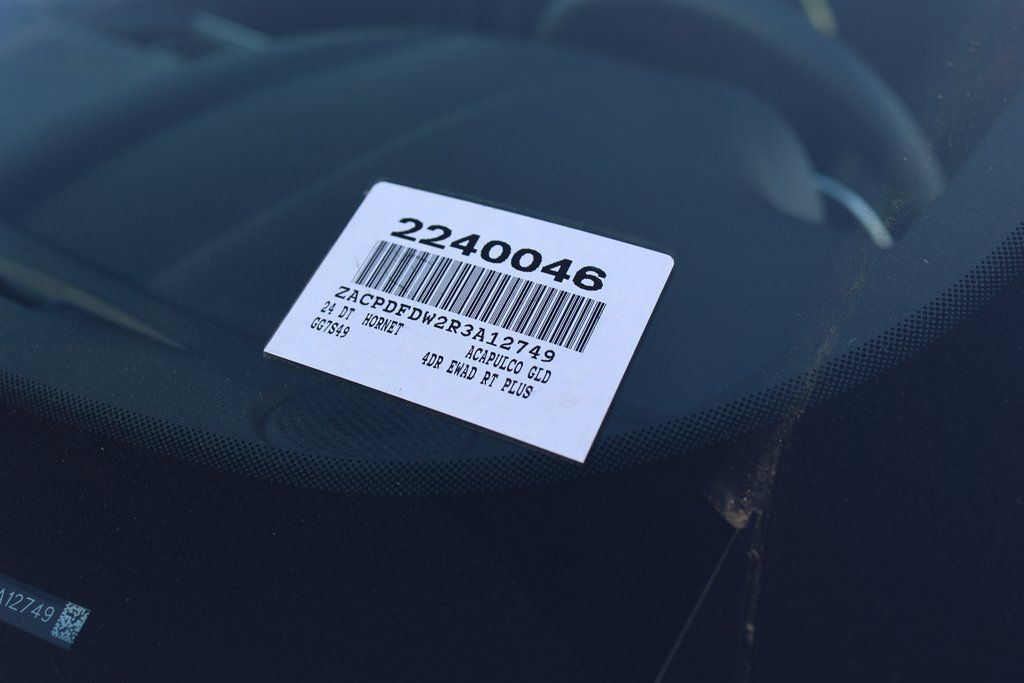 2240046
ZACPDFDW2R3A12749
24 DT HORNET ACAPULCO GLD
GG7S49 4DR EWAD RT PLUS
A12749